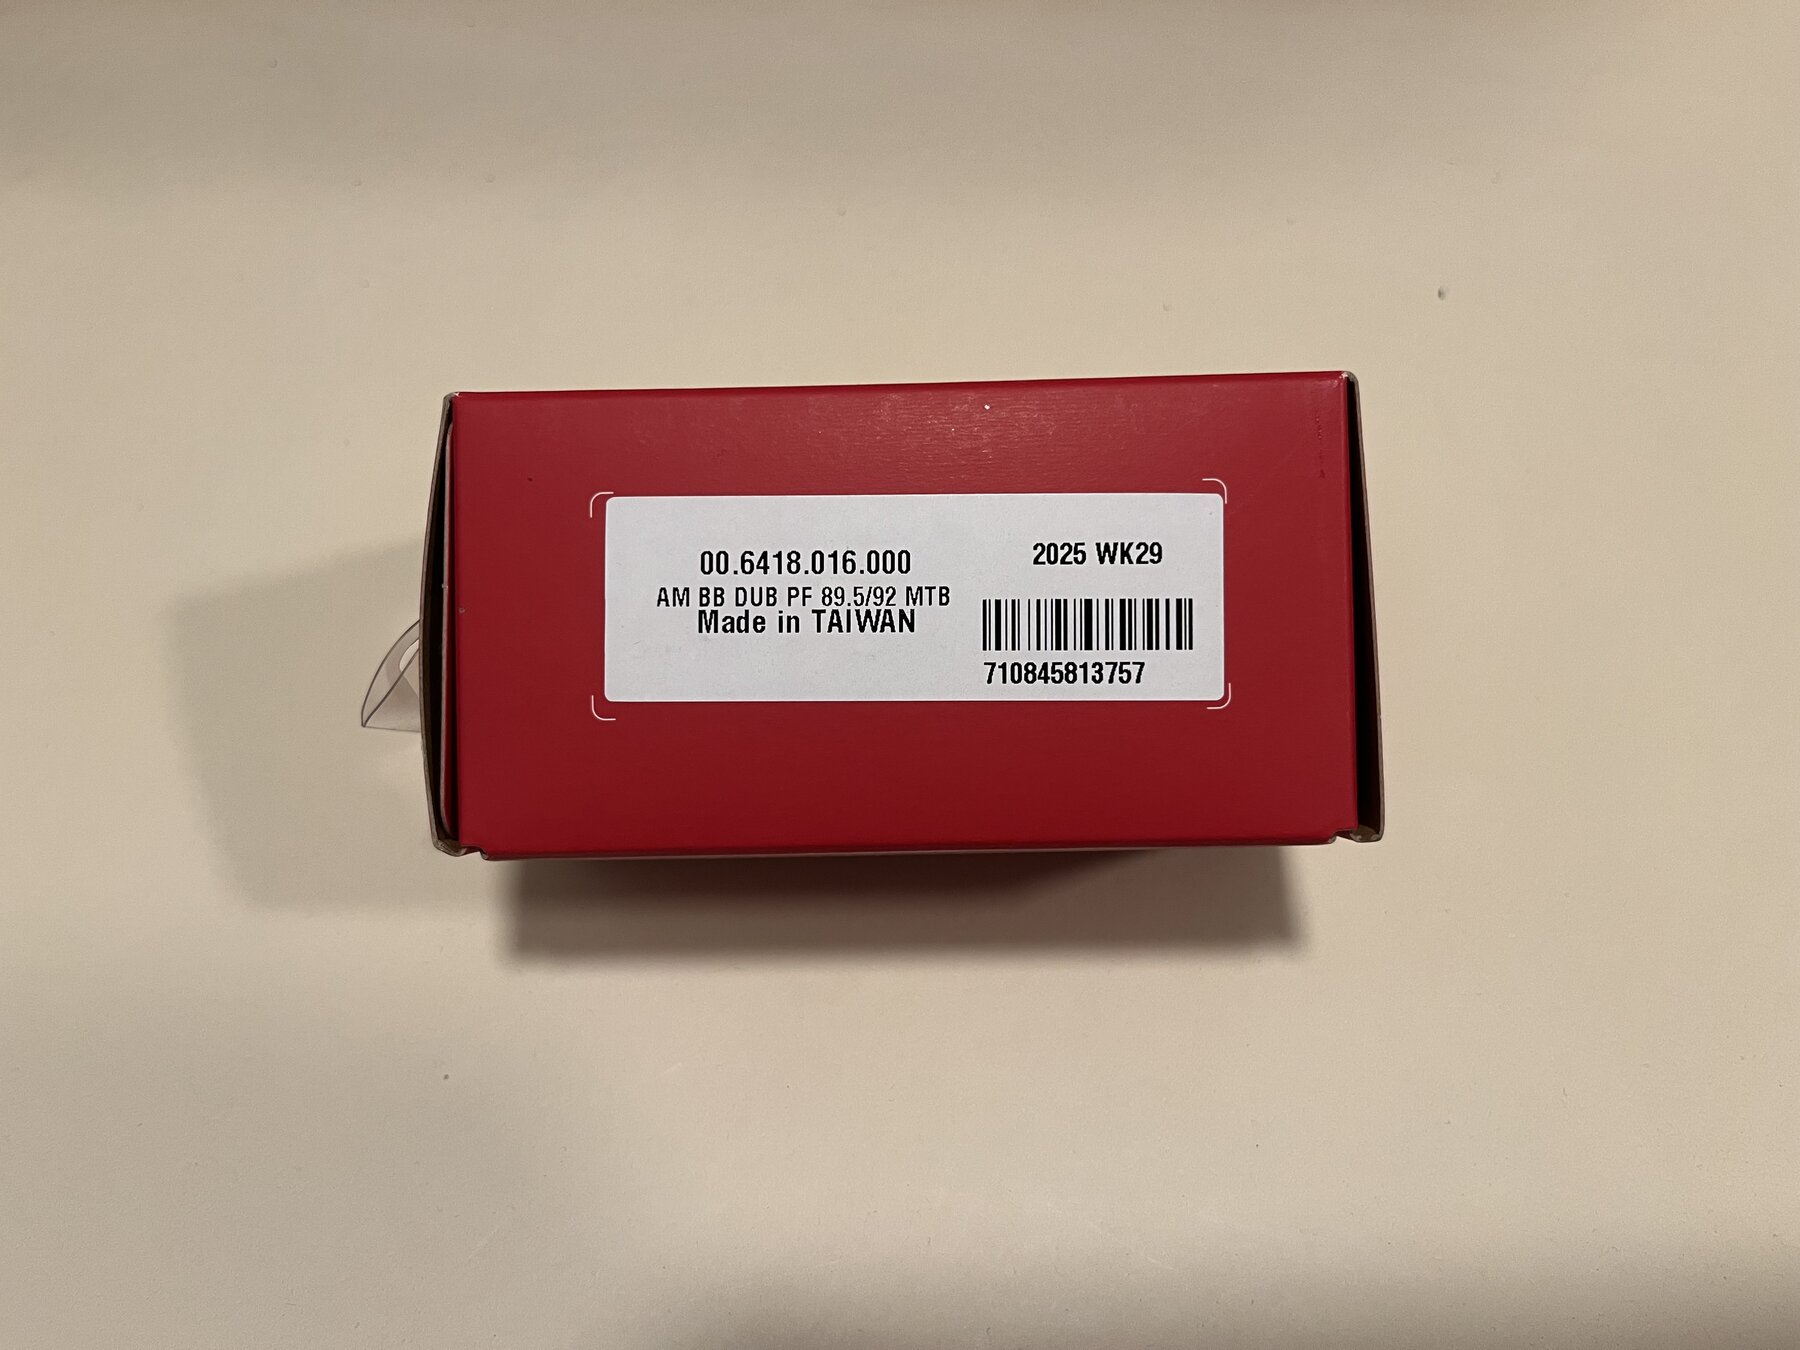 00.6418.016.000
AM BB DUB PF 89.5/92 MTB
Made in TAIWAN
2025 WK29
710845813757